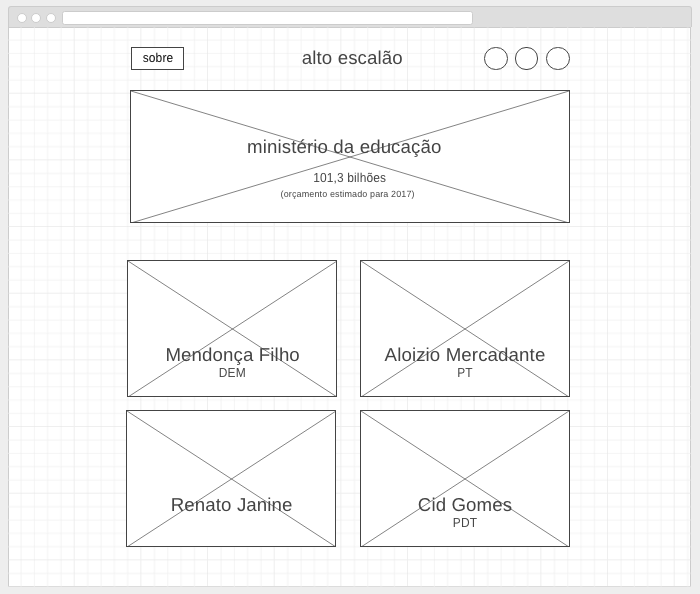 sobre
alto escalão
ministério da educação
101,3 bilhões
(orçamento estimado para 2017)
Mendonça Filho
DEM
Aloizio Mercadante
PT
Renato Janine
Cid Gomes
PDT